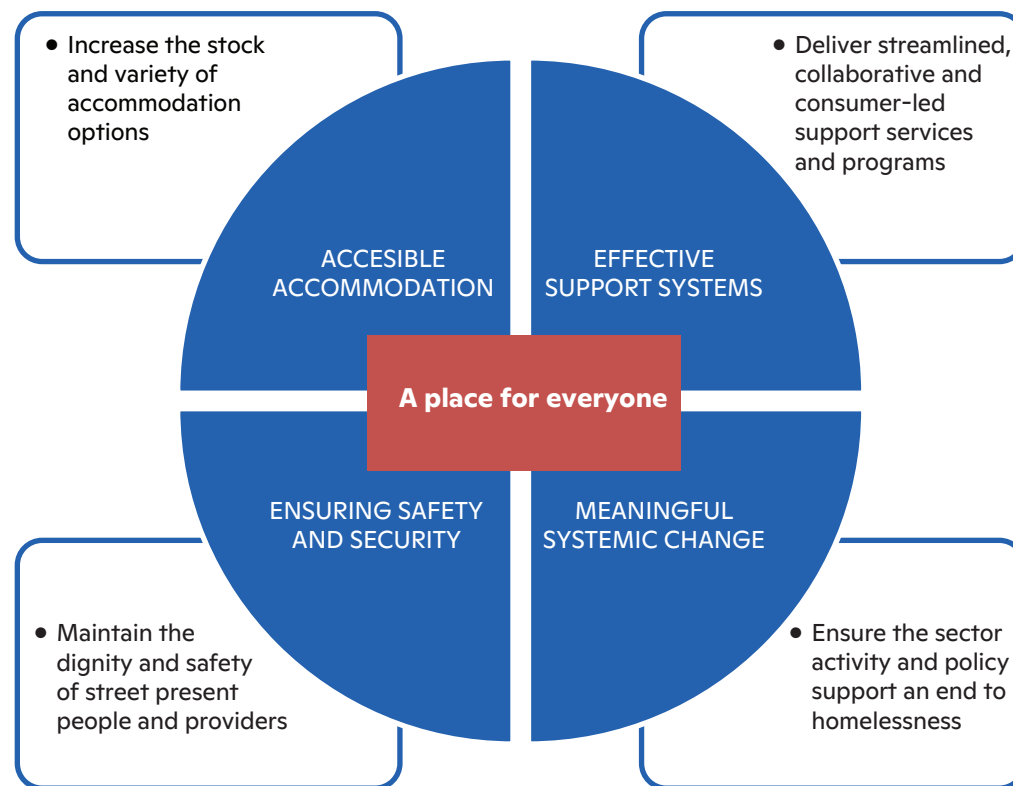 • Increase the stock
and variety of
accommodation
options
• Deliver streamlined,
collaborative and
consumer-led
support services
and programs
ACCESIBLE
ACCOMMODATION
EFFECTIVE
SUPPORT SYSTEMS
A place for everyone
ENSURING SAFETY
AND SECURITY
MEANINGFUL
SYSTEMIC CHANGE
• Maintain the
dignity and safety
of street present
people and providers
• Ensure the sector
activity and policy
support an end to
homelessness